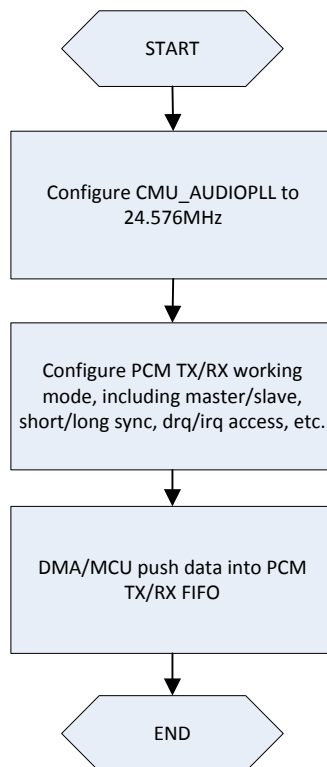 START
Configure CMU_AUDIOPLL to
24.576MHz
Configure PCM TX/RX working
mode, including master/slave,
short/long sync, drq/irq access, etc.
DMA/MCU push data into PCM
TX/RX FIFO
END